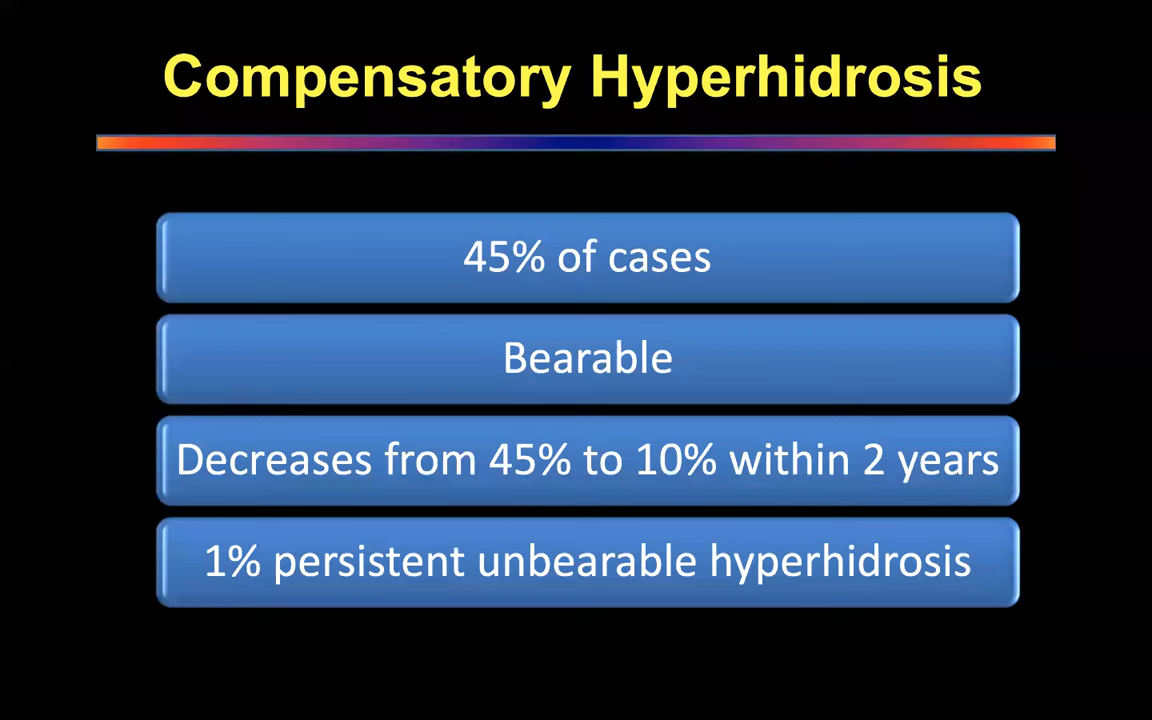 Compensatory Hyperhidrosis
45% of cases
Bearable
Decreases from 45% to 10% within 2 years
1% persistent unbearable hyperhidrosis